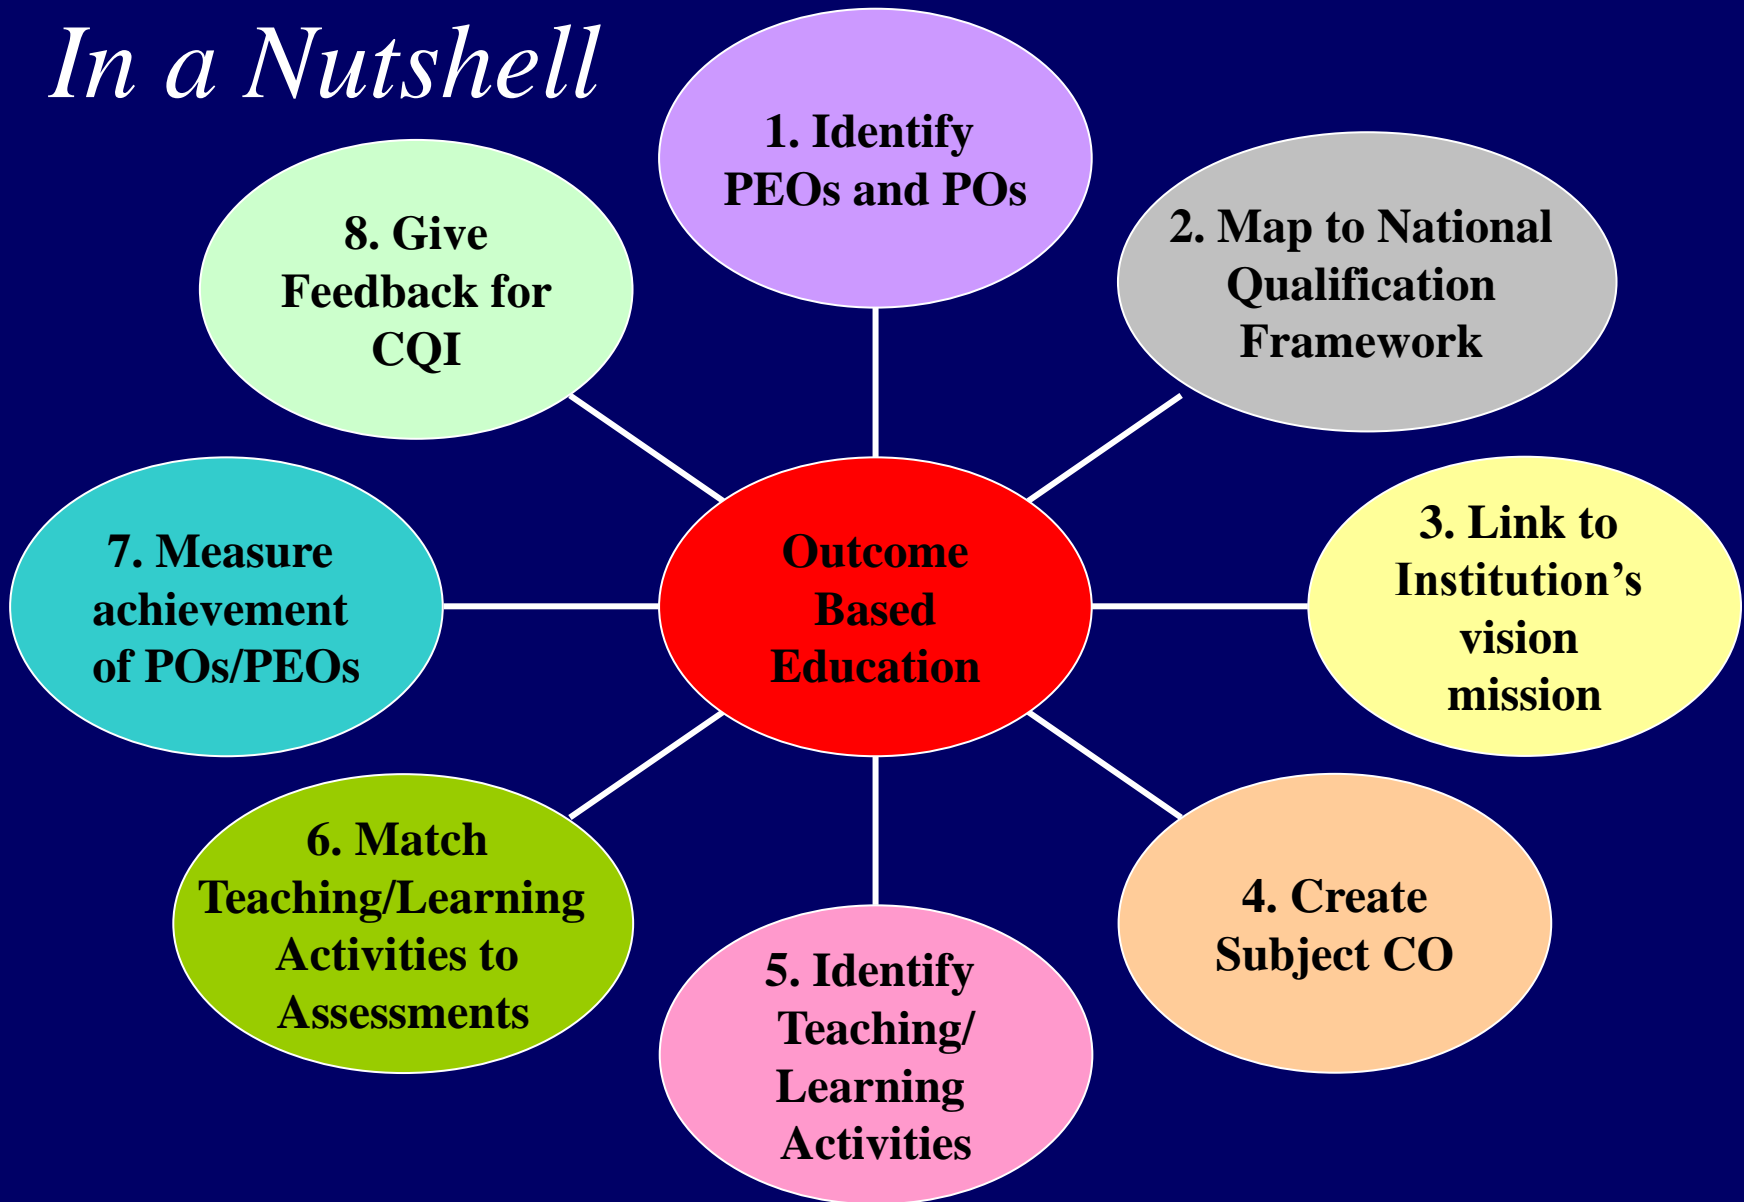 In a Nutshell
1. Identify
PEOs and POs
2. Map to National
Qualification
Framework
3. Link to
Institution’s
vision
mission
4. Create
Subject CO
5. Identify
Teaching/
Learning
Activities
6. Match
Teaching/Learning
Activities to
Assessments
7. Measure
achievement
of POs/PEOs
8. Give
Feedback for
CQI
Outcome
Based
Education